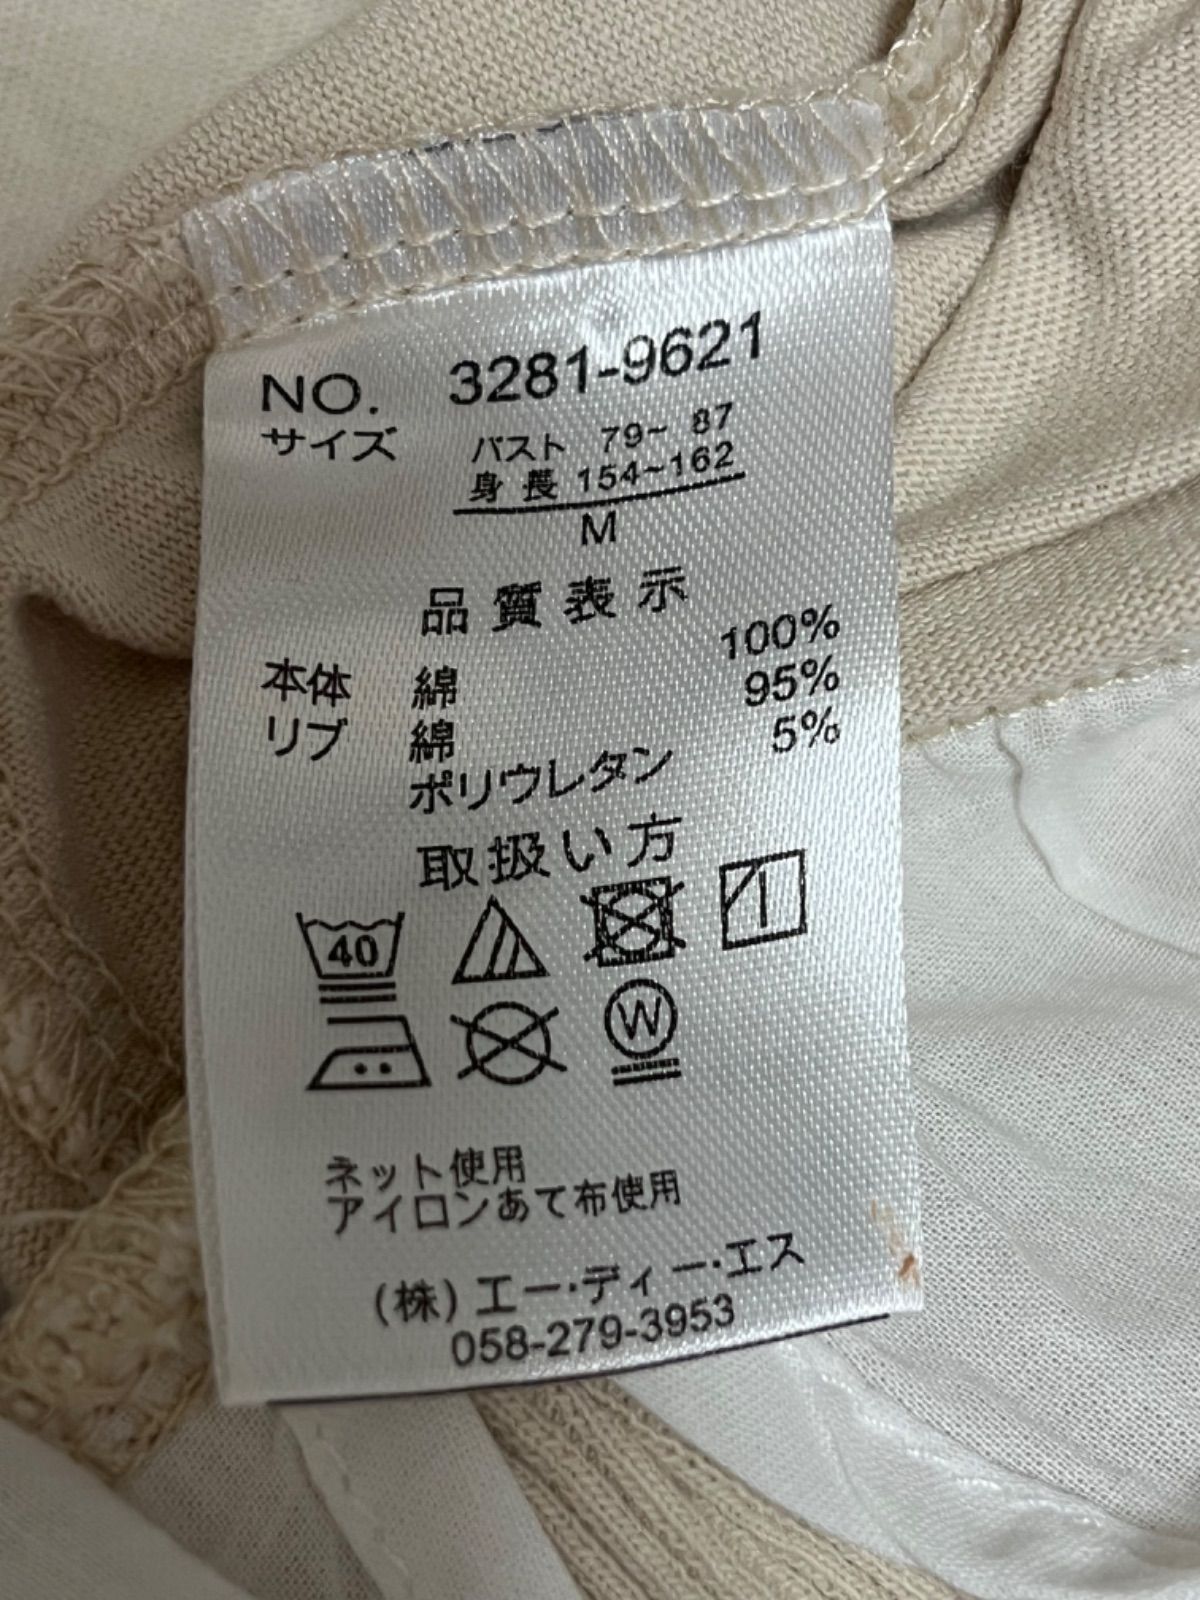 NO. 3281-9621
サイズ バスト 79~ 87
身長 154~162
M
品質表示
本体 綿 100%
リブ 綿 95%
ポリウレタン 5%
取扱い方
40
W
ネット使用
アイロンあて布使用
(株) エー・ディー・エス
058-279-3953